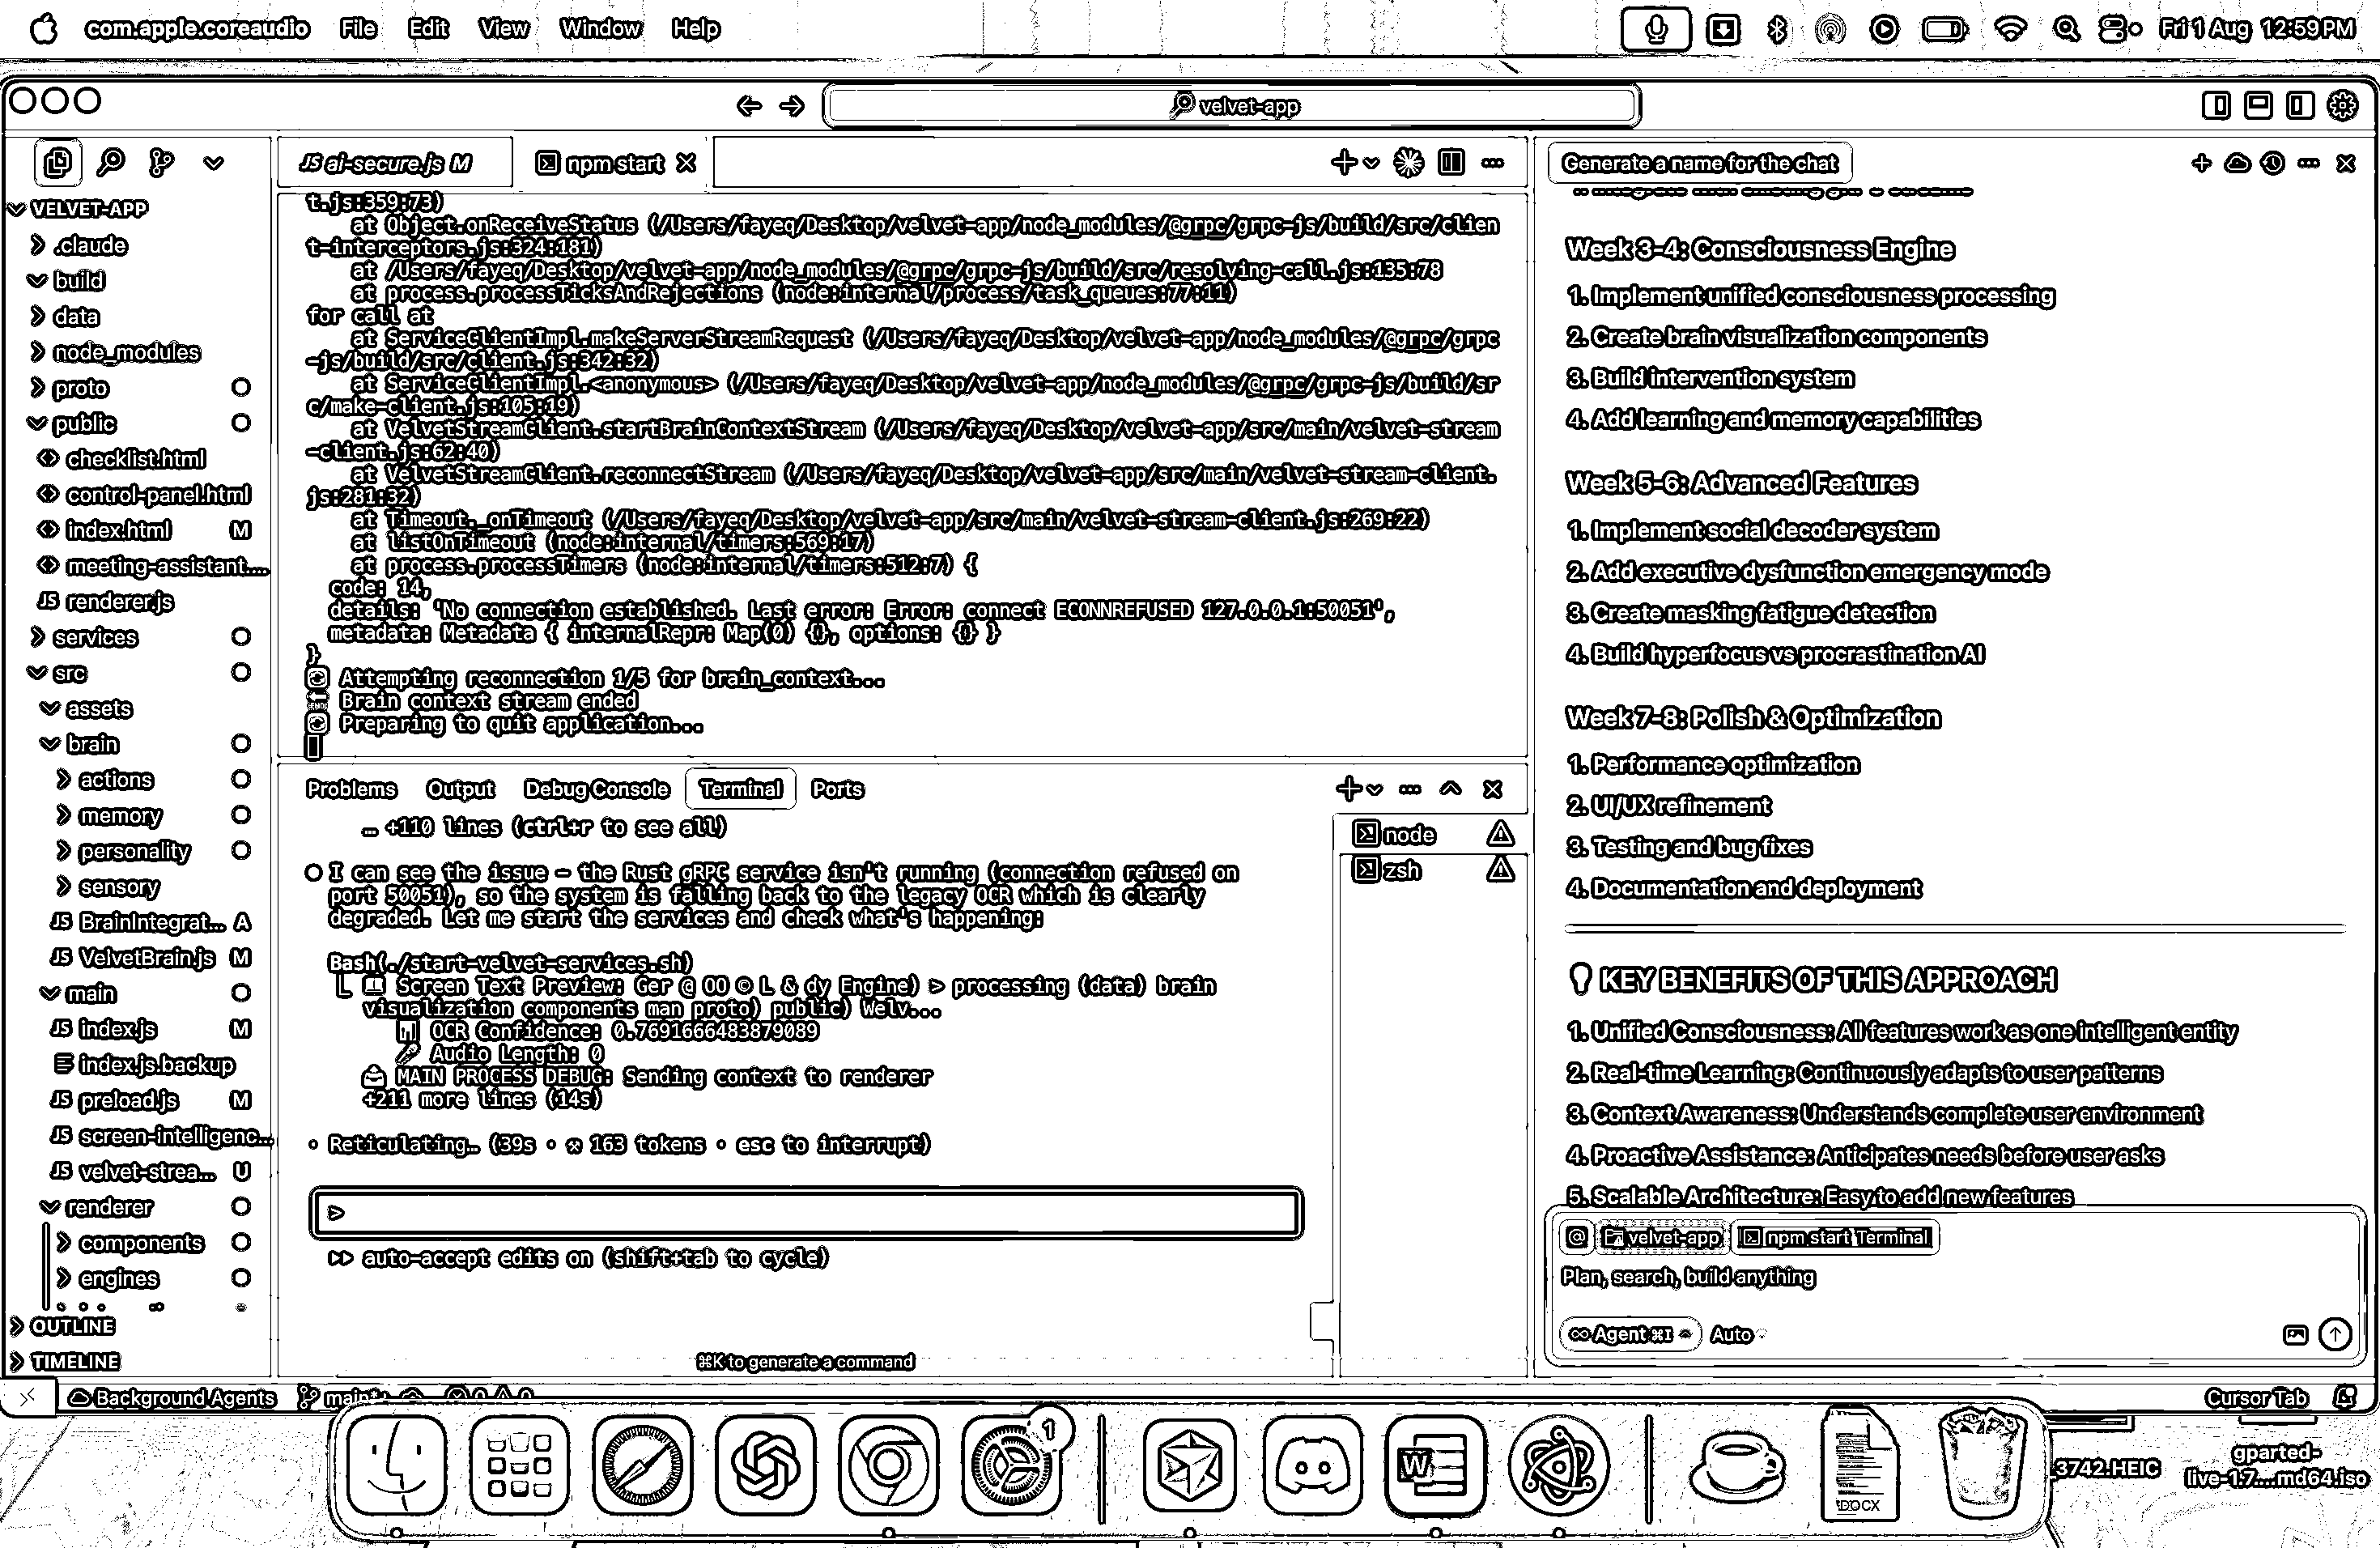 com.apple.coreaudio File Edit View Window Help
Fri 1 Aug 12:59 PM
velvet-app
VELVET-APP
.claude
build
data
node_modules
proto
public
checklist.html
control-panel.html
index.html M
meeting-assistant....
JS renderer.js
services
src
assets
brain
actions
memory
personality
sensory
JS BrainIntegrat... A
JS VelvetBrain.js M
main
JS index.js M
index.js.backup
JS preload.js M
JS screen-intelligenc...
JS velvet-strea... U
renderer
components
engines
OUTLINE
TIMELINE
JS ai-secure.js M
npm start
t.js:359:73)
at Object.onReceiveStatus (/Users/fayeq/Desktop/velvet-app/node_modules/@grpc/grpc-js/build/src/clien
t-interceptors.js:324:181)
at /Users/fayeq/Desktop/velvet-app/node_modules/@grpc/grpc-js/build/src/resolving-call.js:135:78
at process.processTicksAndRejections (node:internal/process/task_queues:77:11)
for call at
at ServiceClientImpl.makeServerStreamRequest (/Users/fayeq/Desktop/velvet-app/node_modules/@grpc/grpc
-js/build/src/client.js:342:32)
at ServiceClientImpl.<anonymous> (/Users/fayeq/Desktop/velvet-app/node_modules/@grpc/grpc-js/build/sr
c/make-client.js:105:19)
at VelvetStreamClient.startBrainContextStream (/Users/fayeq/Desktop/velvet-app/src/main/velvet-stream
-client.js:62:40)
at VelvetStreamClient.reconnectStream (/Users/fayeq/Desktop/velvet-app/src/main/velvet-stream-client.
js:281:32)
at Timeout._onTimeout (/Users/fayeq/Desktop/velvet-app/src/main/velvet-stream-client.js:269:22)
at listOnTimeout (node:internal/timers:569:17)
at process.processTimers (node:internal/timers:512:7) {
code: 14,
details: 'No connection established. Last error: Error: connect ECONNREFUSED 127.0.0.1:50051',
metadata: Metadata { internalRepr: Map(0) {}, options: {} }
}
Attempting reconnection 1/5 for brain_context...
Brain context stream ended
Preparing to quit application...
Problems Output Debug Console Terminal Ports
… +110 lines (ctrl+r to see all)
I can see the issue – the Rust gRPC service isn't running (connection refused on
port 50051), so the system is falling back to the legacy OCR which is clearly
degraded. Let me start the services and check what's happening:
Bash(./start-velvet-services.sh)
Screen Text Preview: Ger @ 00 © L & dy Engine) > processing (data) brain
visualization components man proto) public) Welv...
OCR Confidence: 0.7691666483879089
Audio Length: 0
MAIN PROCESS DEBUG: Sending context to renderer
+211 more lines (14s)
Reticulating… (39s • 163 tokens • esc to interrupt)
>
auto-accept edits on (shift+tab to cycle)
⌘K to generate a command
node
zsh
Generate a name for the chat
Week 3-4: Consciousness Engine
1. Implement unified consciousness processing
2. Create brain visualization components
3. Build intervention system
4. Add learning and memory capabilities
Week 5-6: Advanced Features
1. Implement social decoder system
2. Add executive dysfunction emergency mode
3. Create masking fatigue detection
4. Build hyperfocus vs procrastination AI
Week 7-8: Polish & Optimization
1. Performance optimization
2. UI/UX refinement
3. Testing and bug fixes
4. Documentation and deployment
KEY BENEFITS OF THIS APPROACH
1. Unified Consciousness: All features work as one intelligent entity
2. Real-time Learning: Continuously adapts to user patterns
3. Context Awareness: Understands complete user environment
4. Proactive Assistance: Anticipates needs before user asks
5. Scalable Architecture: Easy to add new features
@ velvet-app npm start Terminal
Plan, search, build anything
Agent ⌘I Auto
Background Agents main*
Cursor Tab
1
W
DOCX
3742.HEIC
gparted-
live-1.7....md64.iso